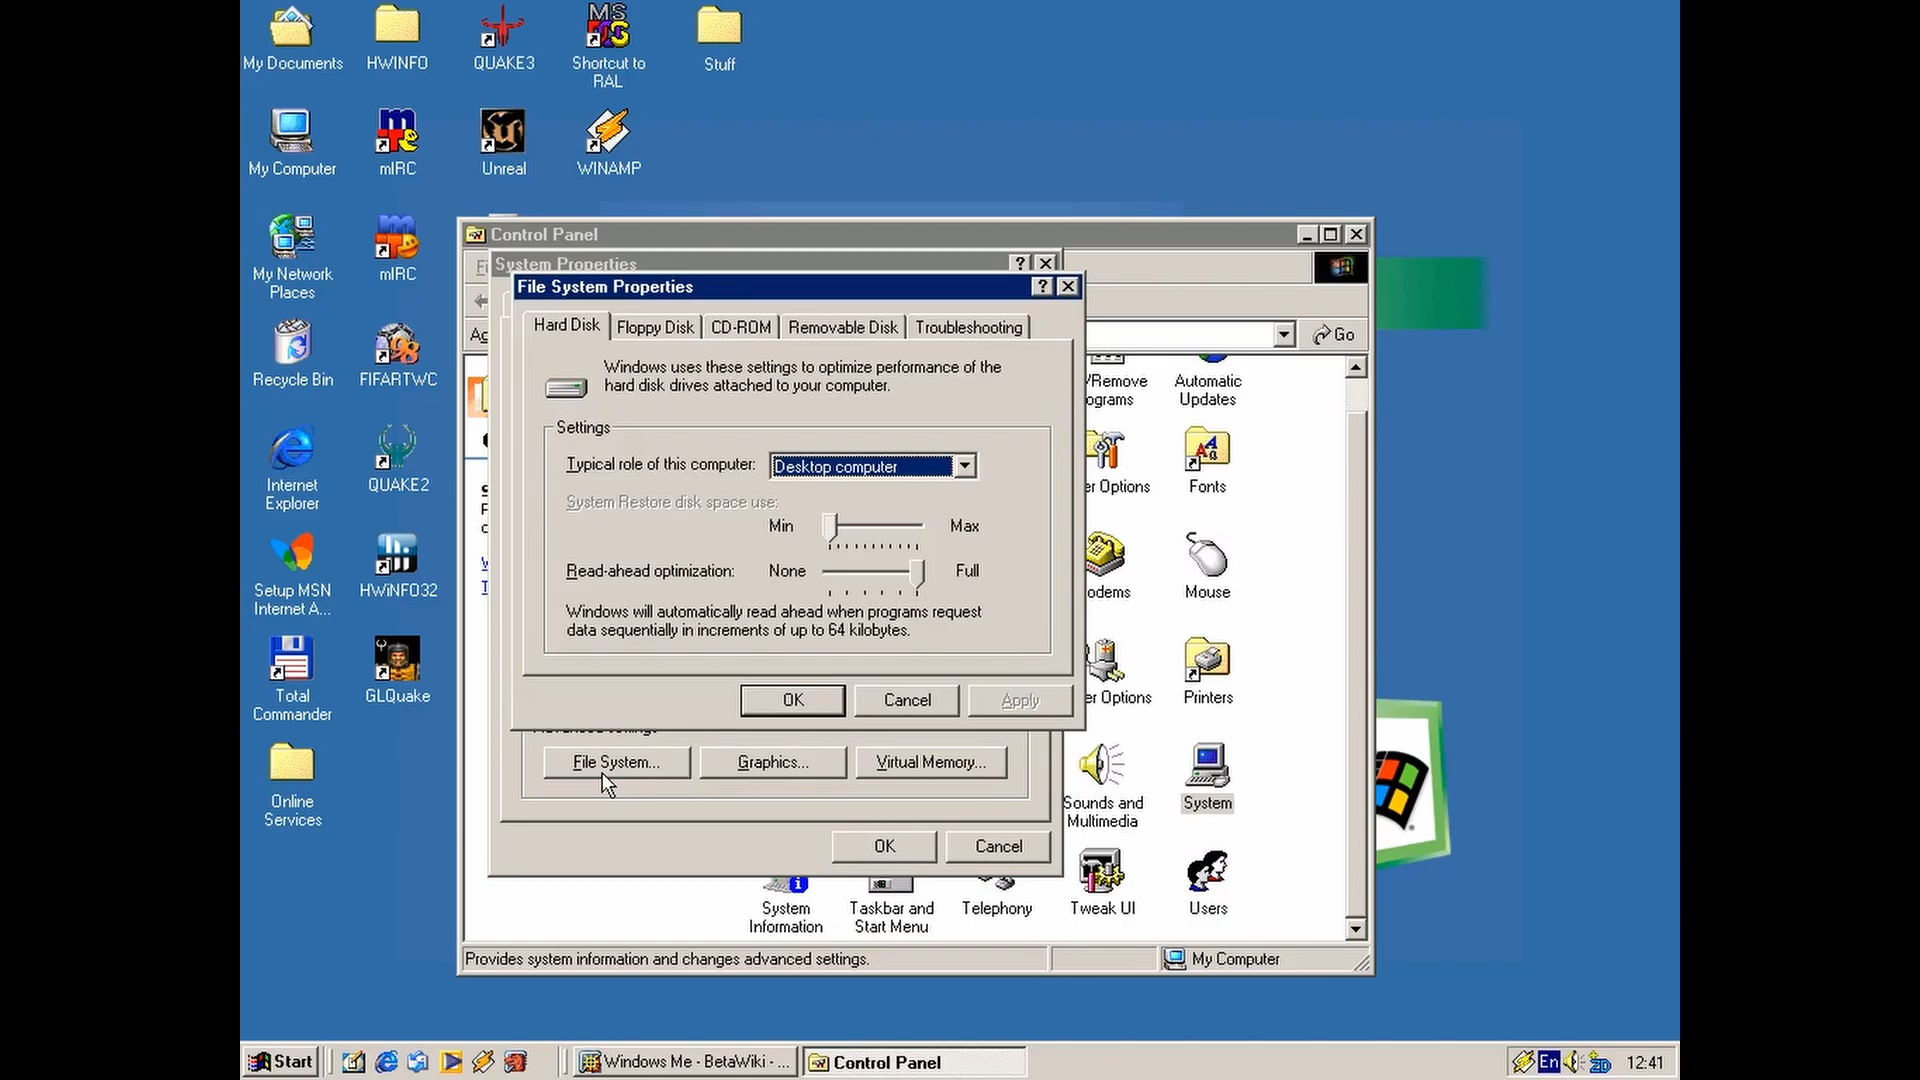 My Documents
HWINFO
QUAKE3
Shortcut to
RAL
Stuff
My Computer
mIRC
Unreal
WINAMP
My Network
Places
mIRC
Recycle Bin
FIFARTWC
Internet
Explorer
QUAKE2
Setup MSN
Internet A...
HWiNFO32
Total
Commander
GLQuake
Online
Services
Control Panel
System Properties
File System Properties
Hard Disk
Floppy Disk
CD-ROM
Removable Disk
Troubleshooting
Windows uses these settings to optimize performance of the
hard disk drives attached to your computer.
Settings
Typical role of this computer:
Desktop computer
System Restore disk space use:
Min
Max
Read-ahead optimization:
None
Full
Windows will automatically read ahead when programs request
data sequentially in increments of up to 64 kilobytes.
OK
Cancel
Apply
File System...
Graphics...
Virtual Memory...
OK
Cancel
Go
/Remove
ograms
Automatic
Updates
er Options
Fonts
odems
Mouse
er Options
Printers
Sounds and
Multimedia
System
System
Information
Taskbar and
Start Menu
Telephony
Tweak UI
Users
Provides system information and changes advanced settings.
My Computer
Start
Windows Me - BetaWiki - ...
Control Panel
En
12:41